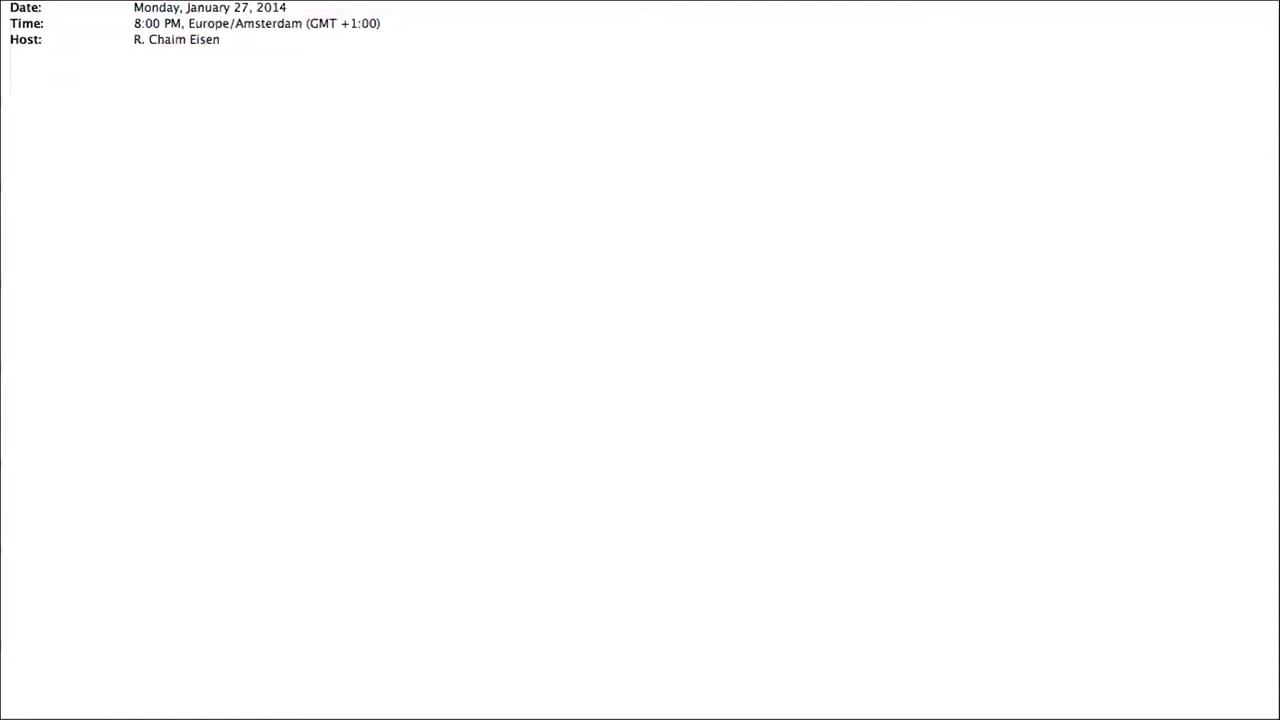 Date: Monday, January 27, 2014
Time: 8:00 PM, Europe/Amsterdam (GMT +1:00)
Host: R. Chaim Eisen